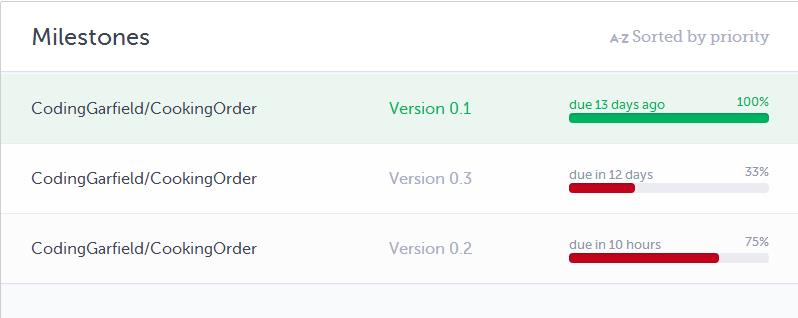 Milestones
A-Z Sorted by priority
CodingGarfield/CookingOrder Version 0.1 due 13 days ago 100%
CodingGarfield/CookingOrder Version 0.3 due in 12 days 33%
CodingGarfield/CookingOrder Version 0.2 due in 10 hours 75%